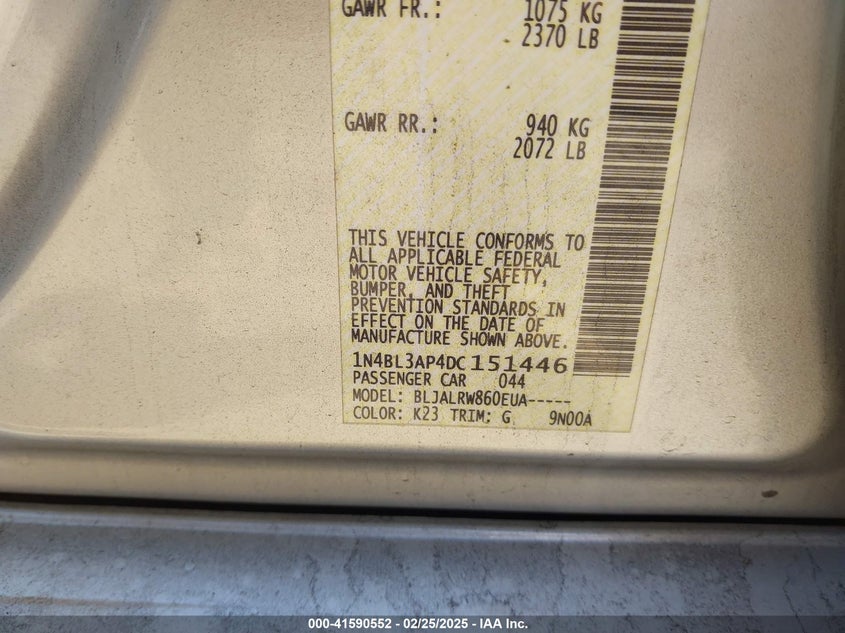 GAWR FR.: 1075 KG
2370 LB
GAWR RR.: 940 KG
2072 LB
THIS VEHICLE CONFORMS TO
ALL APPLICABLE FEDERAL
MOTOR VEHICLE SAFETY,
BUMPER, AND THEFT
PREVENTION STANDARDS IN
EFFECT ON THE DATE OF
MANUFACTURE SHOWN ABOVE.
1N4BL3AP4DC151446
PASSENGER CAR 044
MODEL: BLJALRW860EUA-----
COLOR: K23 TRIM: G 9N00A
000-41590552 - 02/25/2025 - IAA Inc.